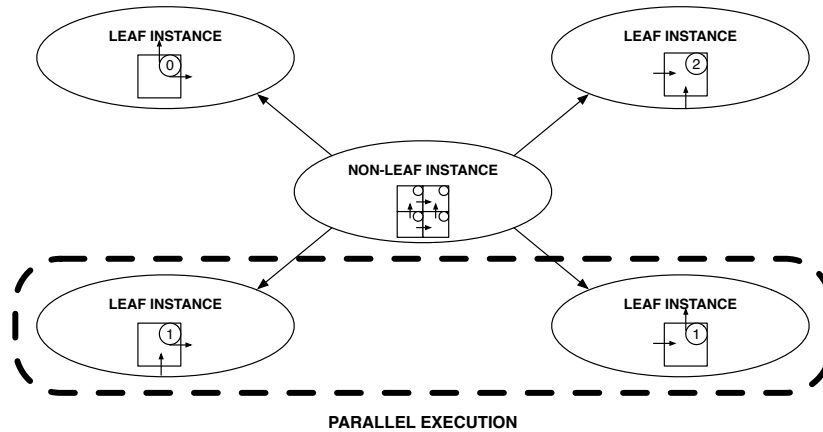 LEAF INSTANCE
0
LEAF INSTANCE
2
NON-LEAF INSTANCE
LEAF INSTANCE
1
LEAF INSTANCE
1
PARALLEL EXECUTION